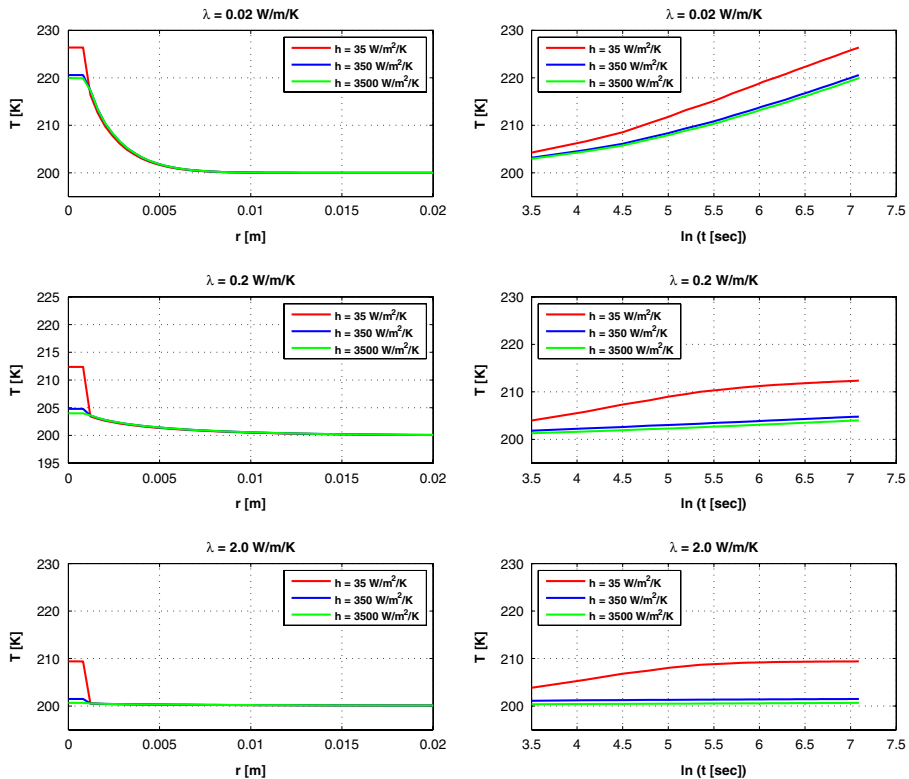 λ = 0.02 W/m/K
230
220
210
200
T [K]
0
0.005
0.01
0.015
0.02
r [m]
h = 35 W/m²/K
h = 350 W/m²/K
h = 3500 W/m²/K
λ = 0.02 W/m/K
230
220
210
200
T [K]
3.5
4
4.5
5
5.5
6
6.5
7
7.5
ln (t [sec])
h = 35 W/m²/K
h = 350 W/m²/K
h = 3500 W/m²/K
λ = 0.2 W/m/K
225
220
215
210
205
200
195
T [K]
0
0.005
0.01
0.015
0.02
r [m]
h = 35 W/m²/K
h = 350 W/m²/K
h = 3500 W/m²/K
λ = 0.2 W/m/K
230
220
210
200
T [K]
3.5
4
4.5
5
5.5
6
6.5
7
7.5
ln (t [sec])
h = 35 W/m²/K
h = 350 W/m²/K
h = 3500 W/m²/K
λ = 2.0 W/m/K
230
220
210
200
T [K]
0
0.005
0.01
0.015
0.02
r [m]
h = 35 W/m²/K
h = 350 W/m²/K
h = 3500 W/m²/K
λ = 2.0 W/m/K
230
220
210
200
T [K]
3.5
4
4.5
5
5.5
6
6.5
7
7.5
ln (t [sec])
h = 35 W/m²/K
h = 350 W/m²/K
h = 3500 W/m²/K